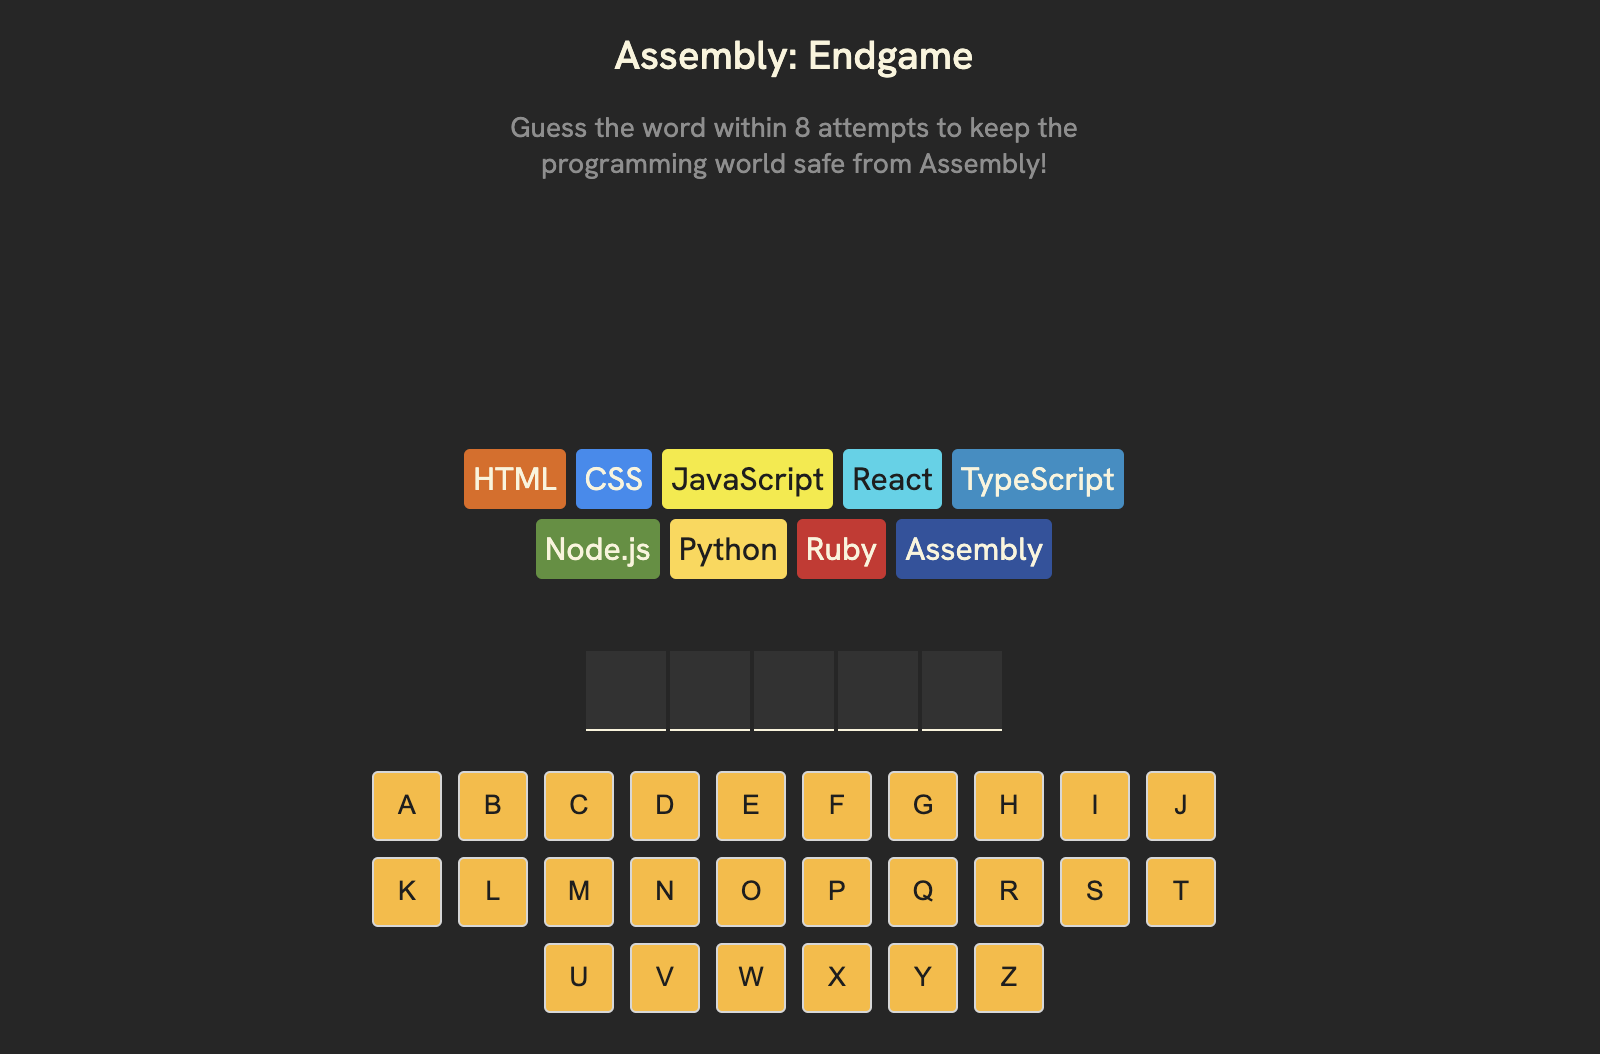 Assembly: Endgame
Guess the word within 8 attempts to keep the
programming world safe from Assembly!
HTML CSS JavaScript React TypeScript
Node.js Python Ruby Assembly
A B C D E F G H I J
K L M N O P Q R S T
U V W X Y Z